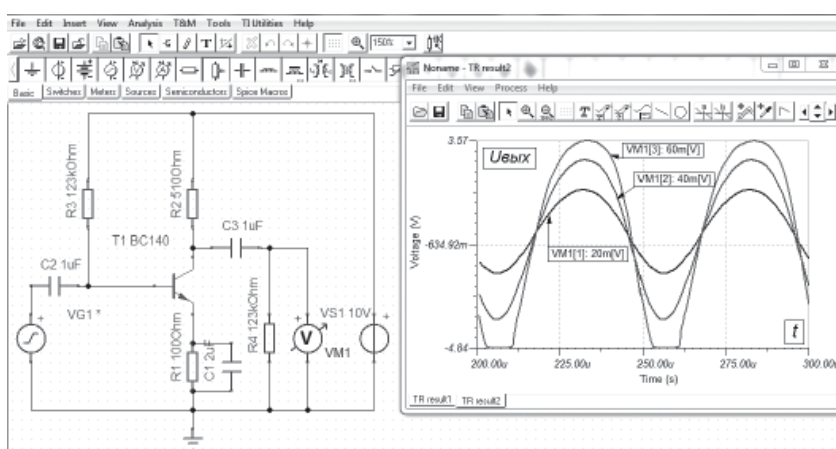 File Edit Insert View Analysis T&M Tools TI Utilities Help
150%
Basic Switches Meters Sources Semiconductors Spice Macros
R3 123kOhm
R2 510Ohm
C3 1uF
T1 BC140
C2 1uF
VG1 *
R1 100Ohm
C1 2uF
R4 123kOhm
VS1 10V
V
VM1
Noname - TR result2
File Edit View Process Help
3.57
Uвых
VM1[3]: 60m[V]
VM1[2]: 40m[V]
VM1[1]: 20m[V]
Voltage (V)
-634.92m
-4.84
t
200.00u 225.00u 250.00u 275.00u 300.00
Time (s)
TR result1 TR result2